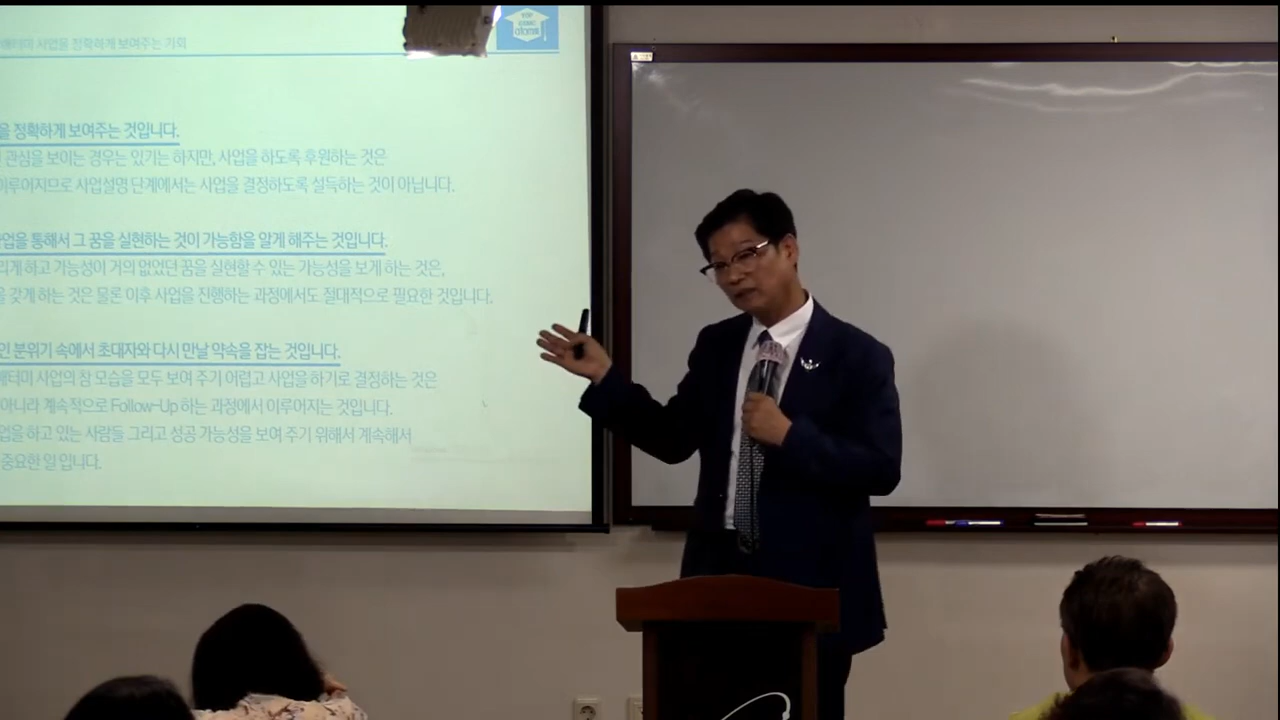 애터미 사업을 정확하게 보여주는 기회
TOP
atomi
을 정확하게 보여주는 것입니다.
관심을 보이는 경우는 있기는 하지만, 사업을 하도록 후원하는 것은
이루어지므로 사업설명 단계에서는 사업을 결정하도록 설득하는 것이 아닙니다.
사업을 통해서 그 꿈을 실현하는 것이 가능함을 알게 해주는 것입니다.
리게 하고 가능성이 거의 없었던 꿈을 실현할 수 있는 가능성을 보게 하는 것은,
을 갖게 하는 것은 물론 이후 사업을 진행하는 과정에서도 절대적으로 필요한 것입니다.
인 분위기 속에서 초대자와 다시 만날 약속을 잡는 것입니다.
애터미 사업의 참 모습을 모두 보여 주기 어렵고 사업을 하기로 결정하는 것은
아니라 계속적으로 Follow-Up 하는 과정에서 이루어지는 것입니다.
업을 하고 있는 사람들 그리고 성공 가능성을 보여 주기 위해서 계속해서
중요한 일 입니다.